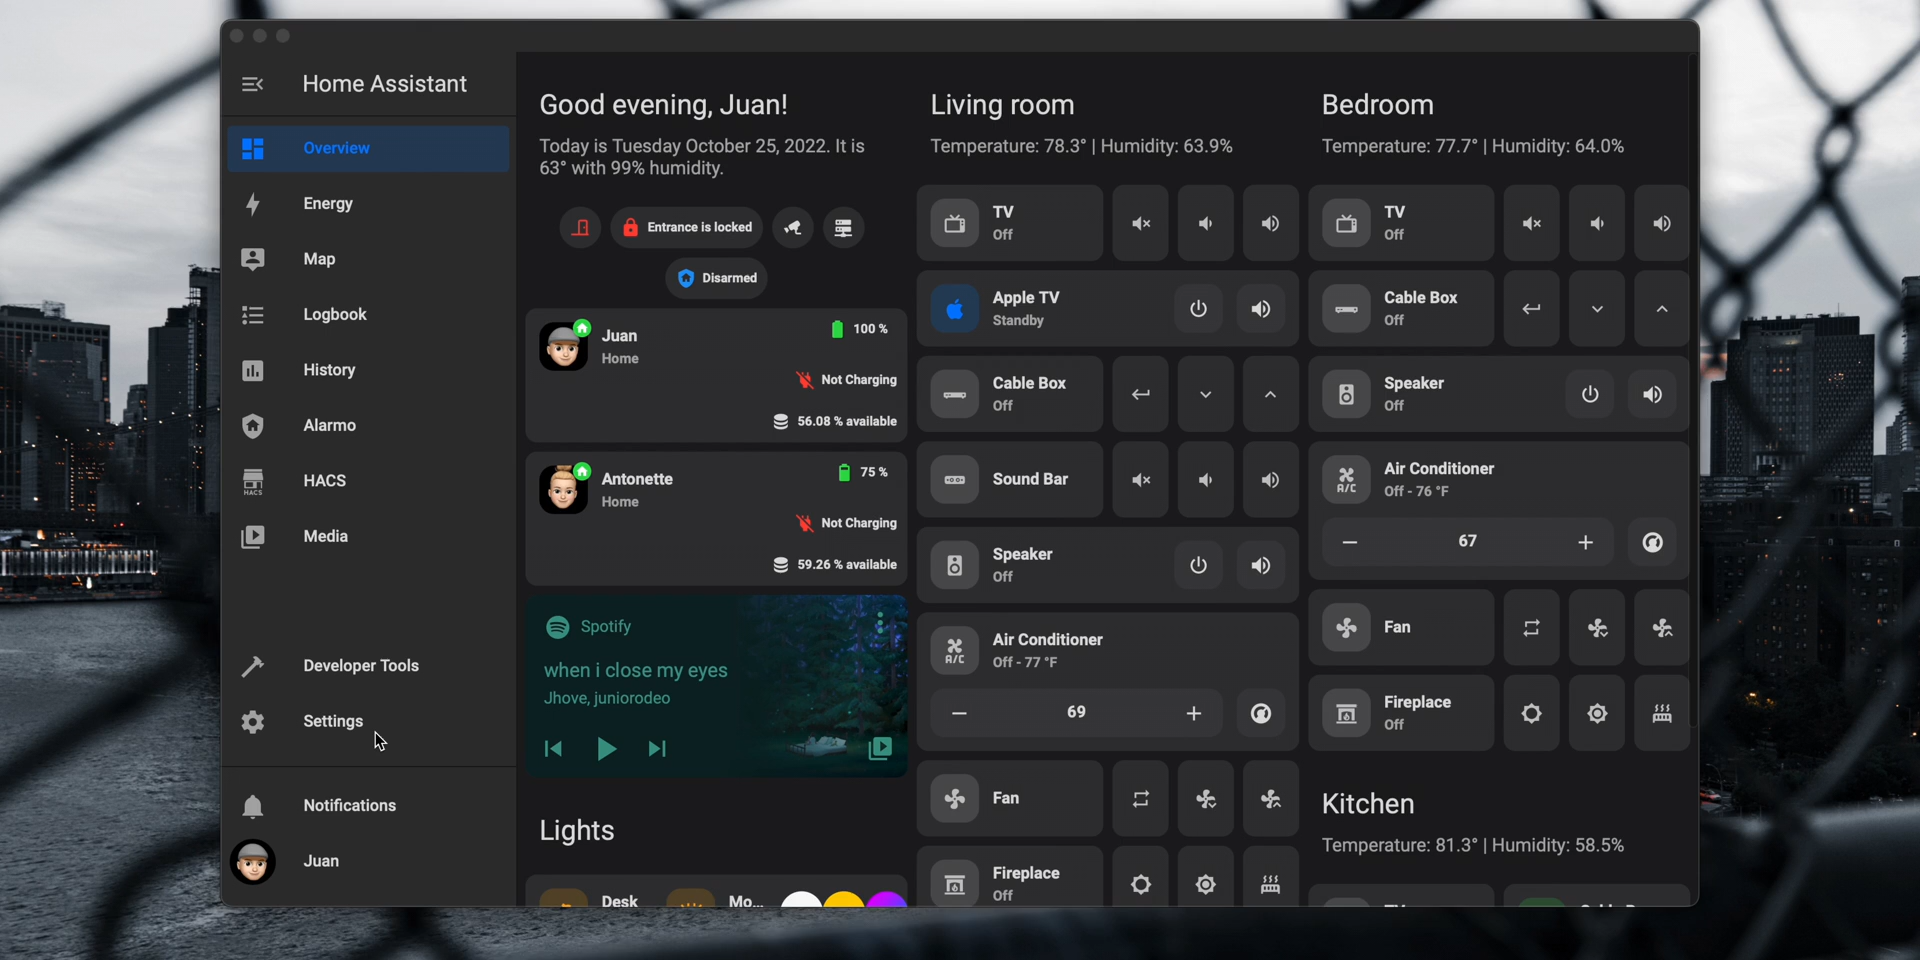 Home Assistant
Overview
Energy
Map
Logbook
History
Alarmo
HACS
HACS
Media
Developer Tools
Settings
Notifications
Juan
Good evening, Juan!
Today is Tuesday October 25, 2022. It is
63° with 99% humidity.
Entrance is locked
Disarmed
Juan
Home
100 %
Not Charging
56.08 % available
Antonette
Home
75 %
Not Charging
59.26 % available
Spotify
when i close my eyes
Jhove, juniorodeo
Lights
Desk
Mo...
Living room
Temperature: 78.3° | Humidity: 63.9%
TV
Off
Apple TV
Standby
Cable Box
Off
Sound Bar
Speaker
Off
A/C
Air Conditioner
Off - 77 °F
69
Fan
Fireplace
Off
Bedroom
Temperature: 77.7° | Humidity: 64.0%
TV
Off
Cable Box
Off
Speaker
Off
A/C
Air Conditioner
Off - 76 °F
67
Fan
Fireplace
Off
Kitchen
Temperature: 81.3° | Humidity: 58.5%